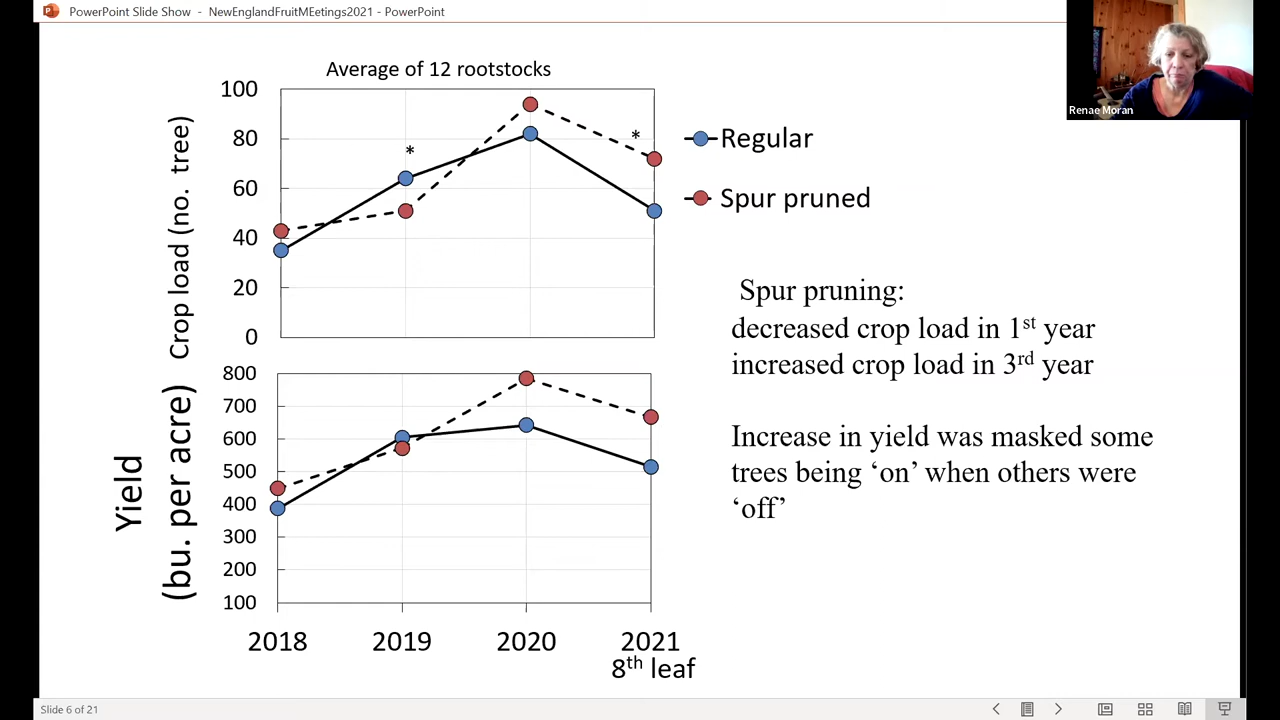 PowerPoint Slide Show - NewEnglandFruitMEetings2021 - PowerPoint
Renae Moran
Average of 12 rootstocks
Crop load (no. tree)
100
80
60
40
20
0
*
*
Regular
Spur pruned
Spur pruning:
decreased crop load in 1st year
increased crop load in 3rd year
Increase in yield was masked some
trees being ‘on’ when others were
‘off’
Yield
(bu. per acre)
800
700
600
500
400
300
200
100
2018 2019 2020 2021
8th leaf
Slide 6 of 21